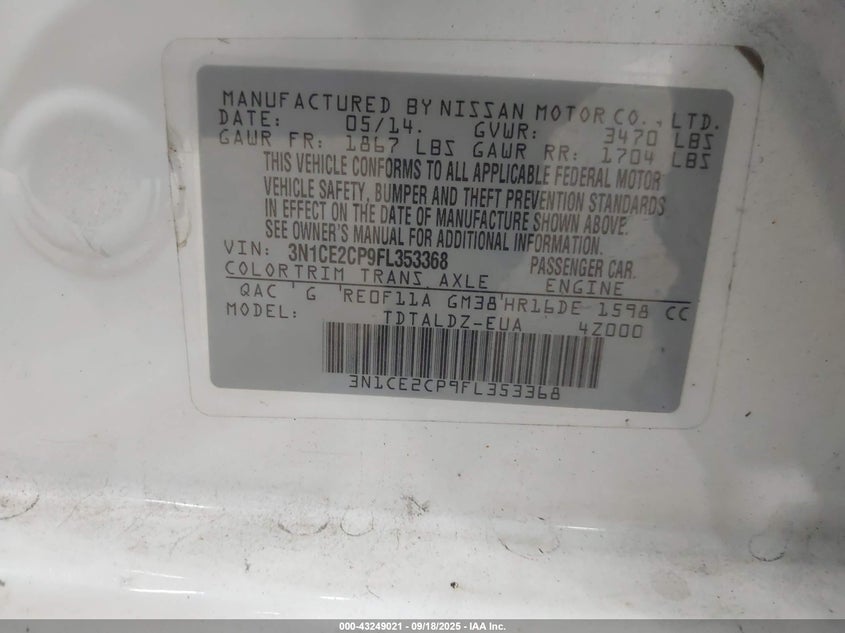 MANUFACTURED BY NISSAN MOTOR CO., LTD.
DATE: 05/14. GVWR: 3470 LBS
GAWR FR: 1867 LBS GAWR RR: 1704 LBS
THIS VEHICLE CONFORMS TO ALL APPLICABLE FEDERAL MOTOR
VEHICLE SAFETY, BUMPER AND THEFT PREVENTION STANDARDS
IN EFFECT ON THE DATE OF MANUFACTURE SHOWN ABOVE.
SEE OWNER'S MANUAL FOR ADDITIONAL INFORMATION.
VIN: 3N1CE2CP9FL353368 PASSENGER CAR.
COLOR TRIM TRANS AXLE ENGINE
QAC ' G 'RE0F11A GM38'HR16DE 1598 CC
MODEL: TDTALDZ-EUA 4Z000
3N1CE2CP9FL353368
000-43249021 - 09/18/2025 - IAA Inc.